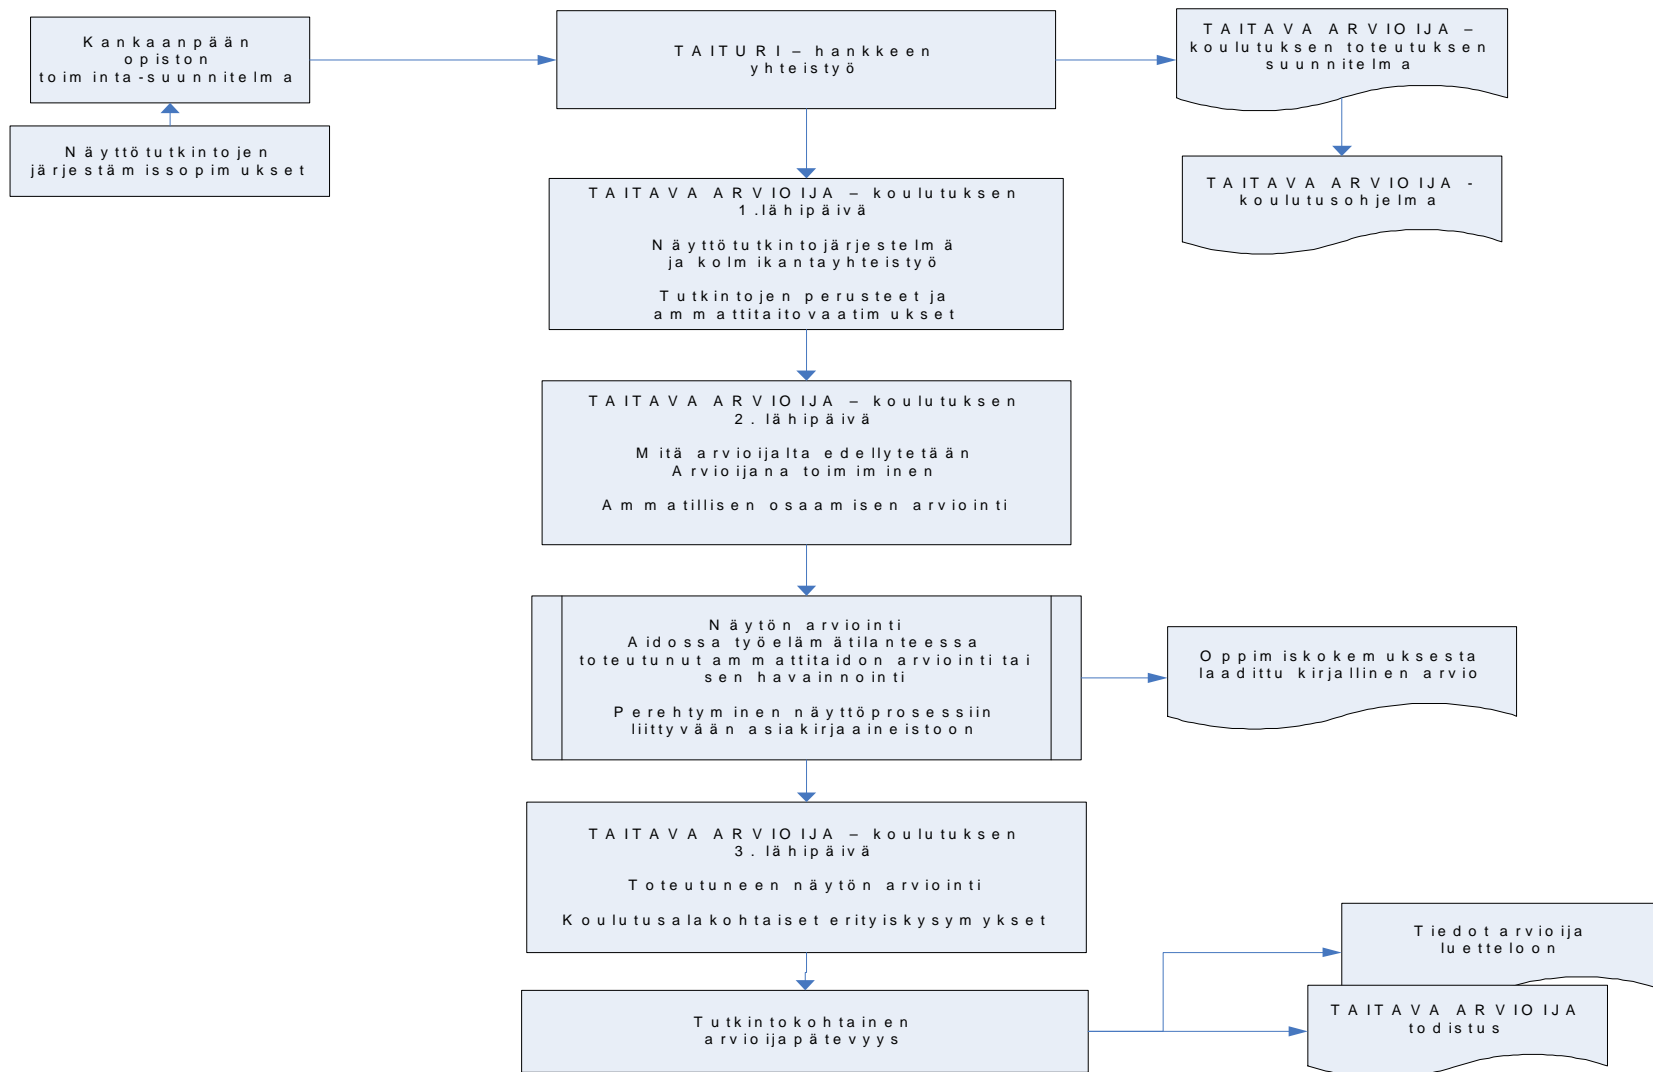 Kankaanpään
opiston
toiminta-suunnitelma
TAITURI – hankkeen
yhteistyö
TAITAVA ARVIOIJA –
koulutuksen toteutuksen
suunnitelma
Näyttötutkintojen
järjestämissopimukset
TAITAVA ARVIOIJA -
koulutusohjelma
TAITAVA ARVIOIJA – koulutuksen
1.lähipäivä
Näyttötutkintojärjestelmä
ja kolmikantayhteistyö
Tutkintojen perusteet ja
ammattitaitovaatimukset
TAITAVA ARVIOIJA – koulutuksen
2. lähipäivä
Mitä arvioijalta edellytetään
Arvioijana toimiminen
Ammatillisen osaamisen arviointi
Näytön arviointi
Aidossa työelämätilanteessa
toteutunut ammattitaidon arviointi tai
sen havainnointi
Perehtyminen näyttöprosessiin
liittyvään asiakirjaaineistoon
Oppimiskokemuksesta
laadittu kirjallinen arvio
TAITAVA ARVIOIJA – koulutuksen
3. lähipäivä
Toteutuneen näytön arviointi
Koulutusalakohtaiset erityiskysymykset
Tiedot arvioija
luetteloon
Tutkintokohtainen
arvioijapätevyys
TAITAVA ARVIOIJA
todistus